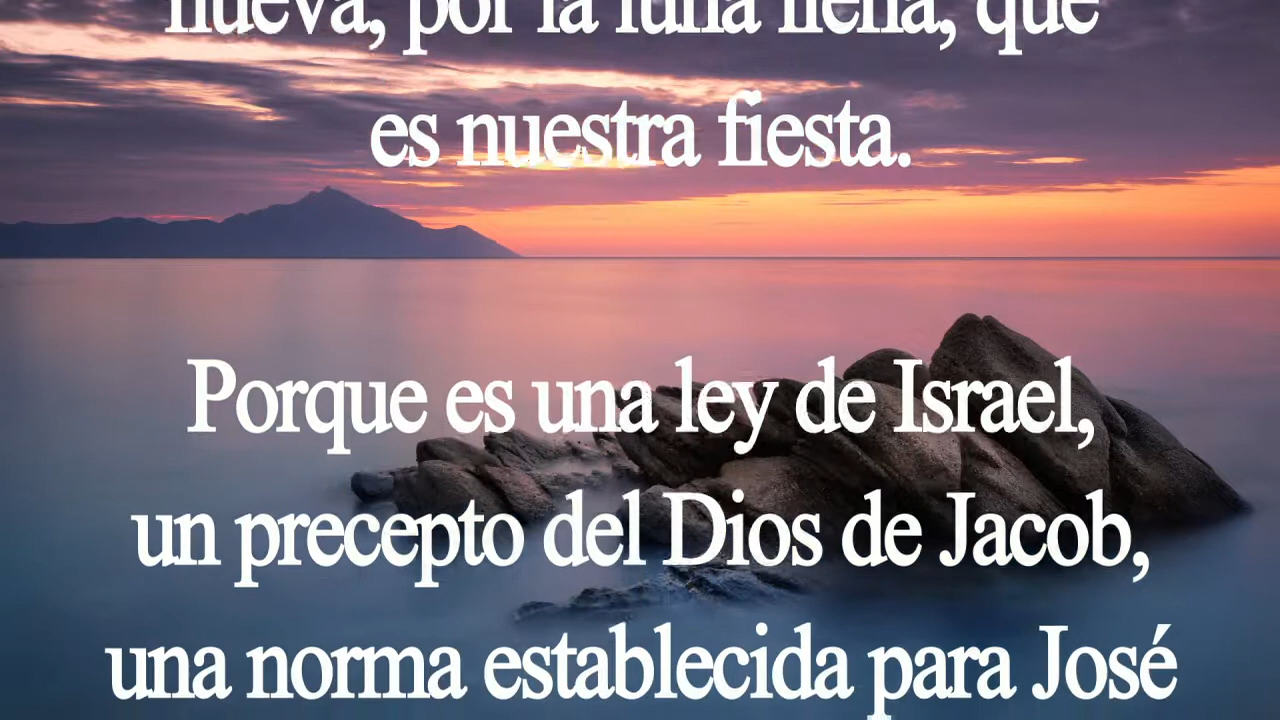 nueva, por la luna llena, que
es nuestra fiesta.
Porque es una ley de Israel,
un precepto del Dios de Jacob,
una norma establecida para José